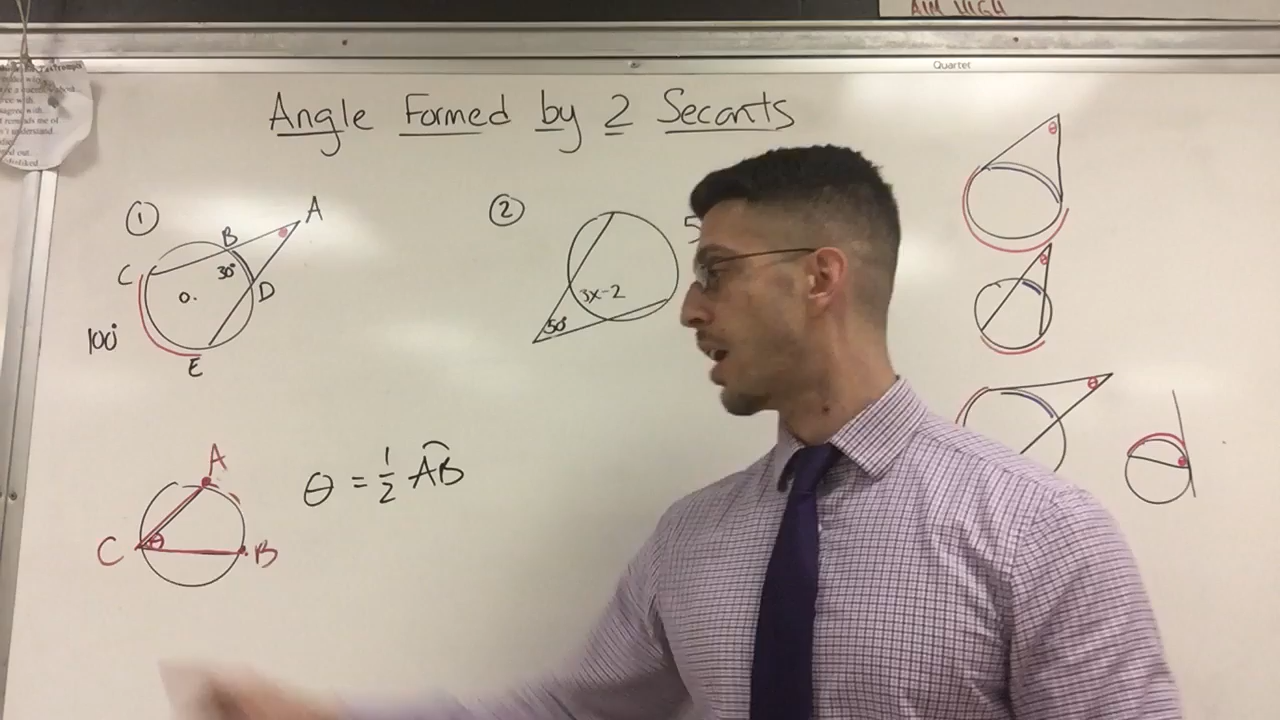 AIM HIGH
Quartet
Angle Formed by 2 Secants
① A
B
C 30° D
O.
100°
E
② 5
3x-2
50°
θ
θ
θ
θ
A
C θ B
θ = 1/2 AB